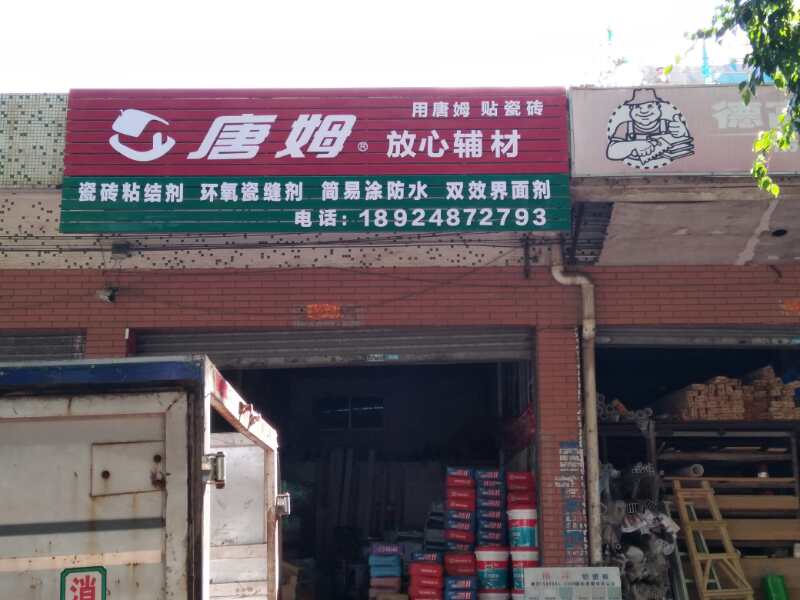 用唐姆 贴瓷砖
唐姆®
放心辅材
瓷砖粘结剂 环氧瓷缝剂 简易涂防水 双效界面剂
电话：18924872793
德
消